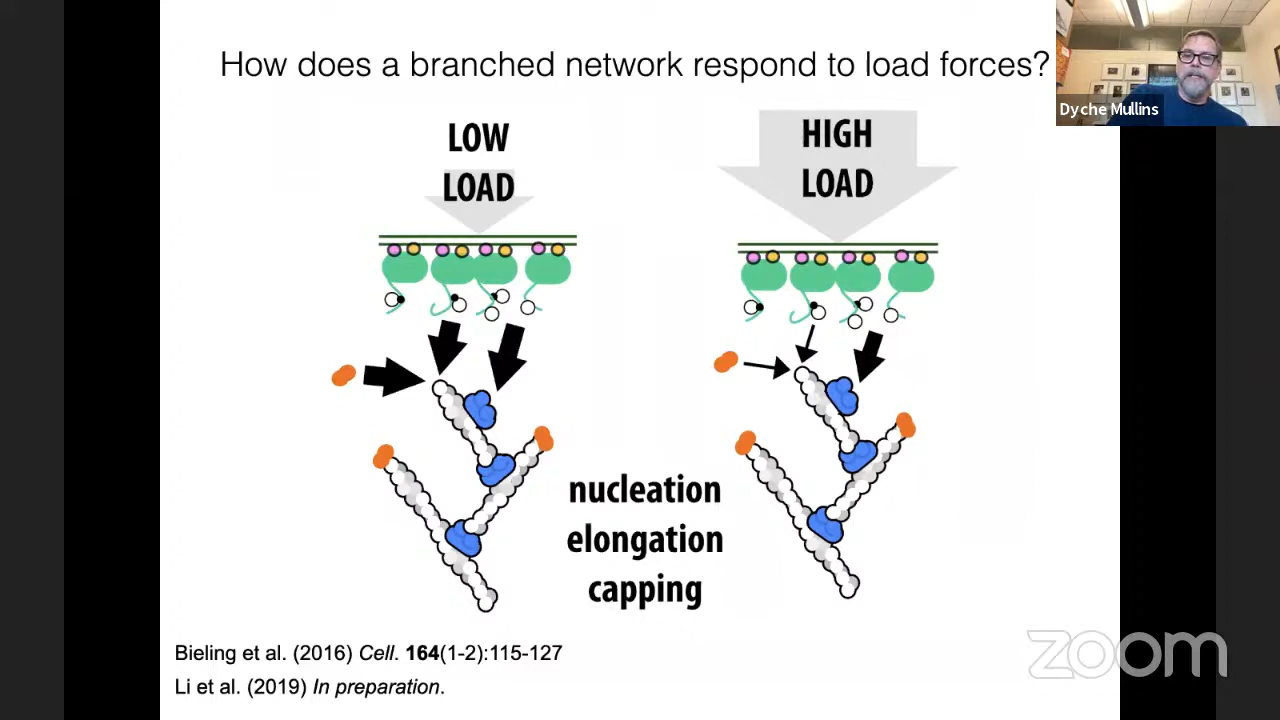 How does a branched network respond to load forces?
Dyche Mullins
LOW
LOAD
HIGH
LOAD
nucleation
elongation
capping
Bieling et al. (2016) Cell. 164(1-2):115-127
Li et al. (2019) In preparation.
zoom